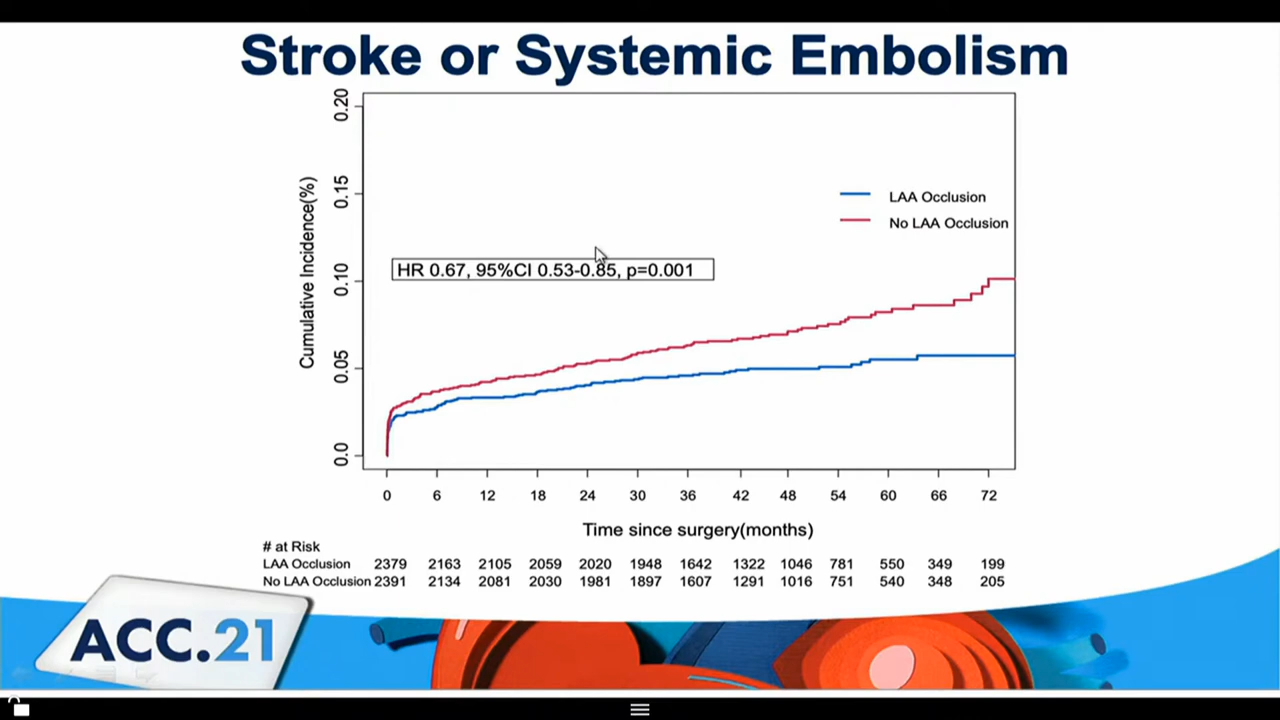 Stroke or Systemic Embolism
0.20
0.15
0.10
0.05
0.0
Cumulative Incidence(%)
LAA Occlusion
No LAA Occlusion
HR 0.67, 95%CI 0.53-0.85, p=0.001
0 6 12 18 24 30 36 42 48 54 60 66 72
Time since surgery(months)
# at Risk
LAA Occlusion 2379 2163 2105 2059 2020 1948 1642 1322 1046 781 550 349 199
No LAA Occlusion 2391 2134 2081 2030 1981 1897 1607 1291 1016 751 540 348 205
ACC.21